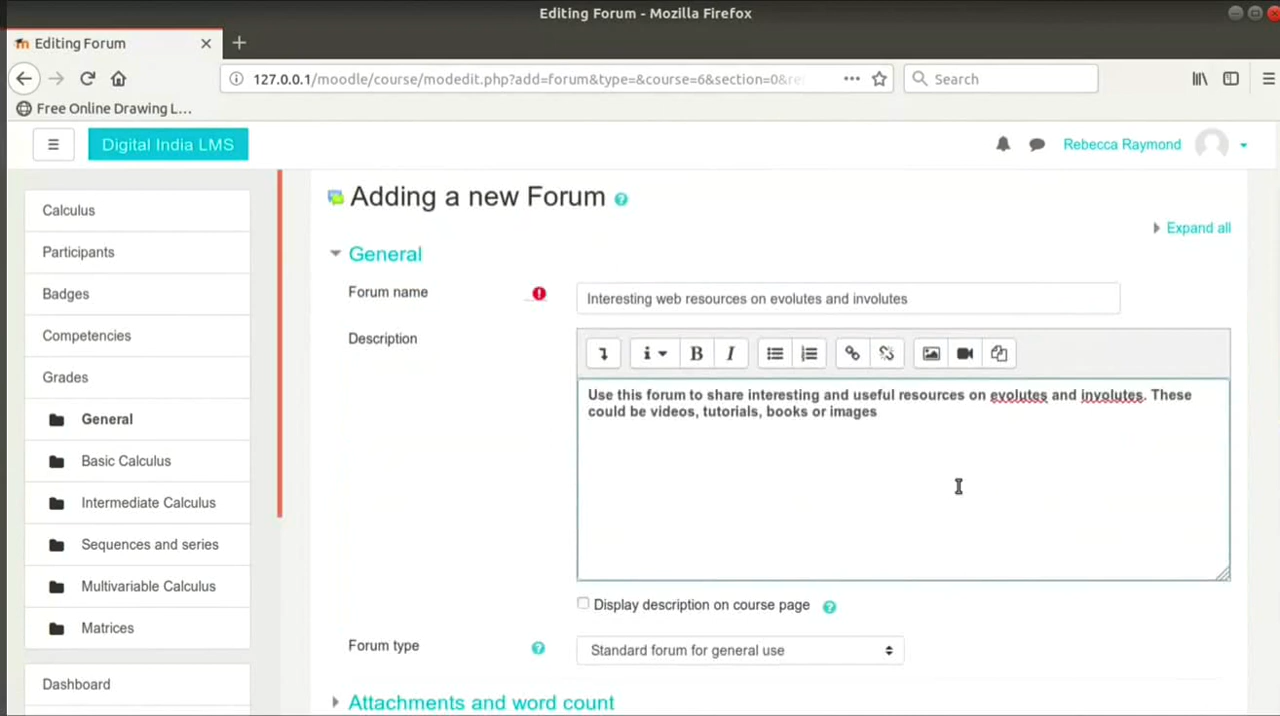 Editing Forum - Mozilla Firefox
Editing Forum
127.0.0.1/moodle/course/modedit.php?add=forum&type=&course=6&section=0&re
Search
Free Online Drawing L...
Digital India LMS
Rebecca Raymond
Calculus
Participants
Badges
Competencies
Grades
General
Basic Calculus
Intermediate Calculus
Sequences and series
Multivariable Calculus
Matrices
Dashboard
Adding a new Forum
Expand all
General
Forum name
Interesting web resources on evolutes and involutes
Description
Use this forum to share interesting and useful resources on evolutes and involutes. These
could be videos, tutorials, books or images
Display description on course page
Forum type
Standard forum for general use
Attachments and word count